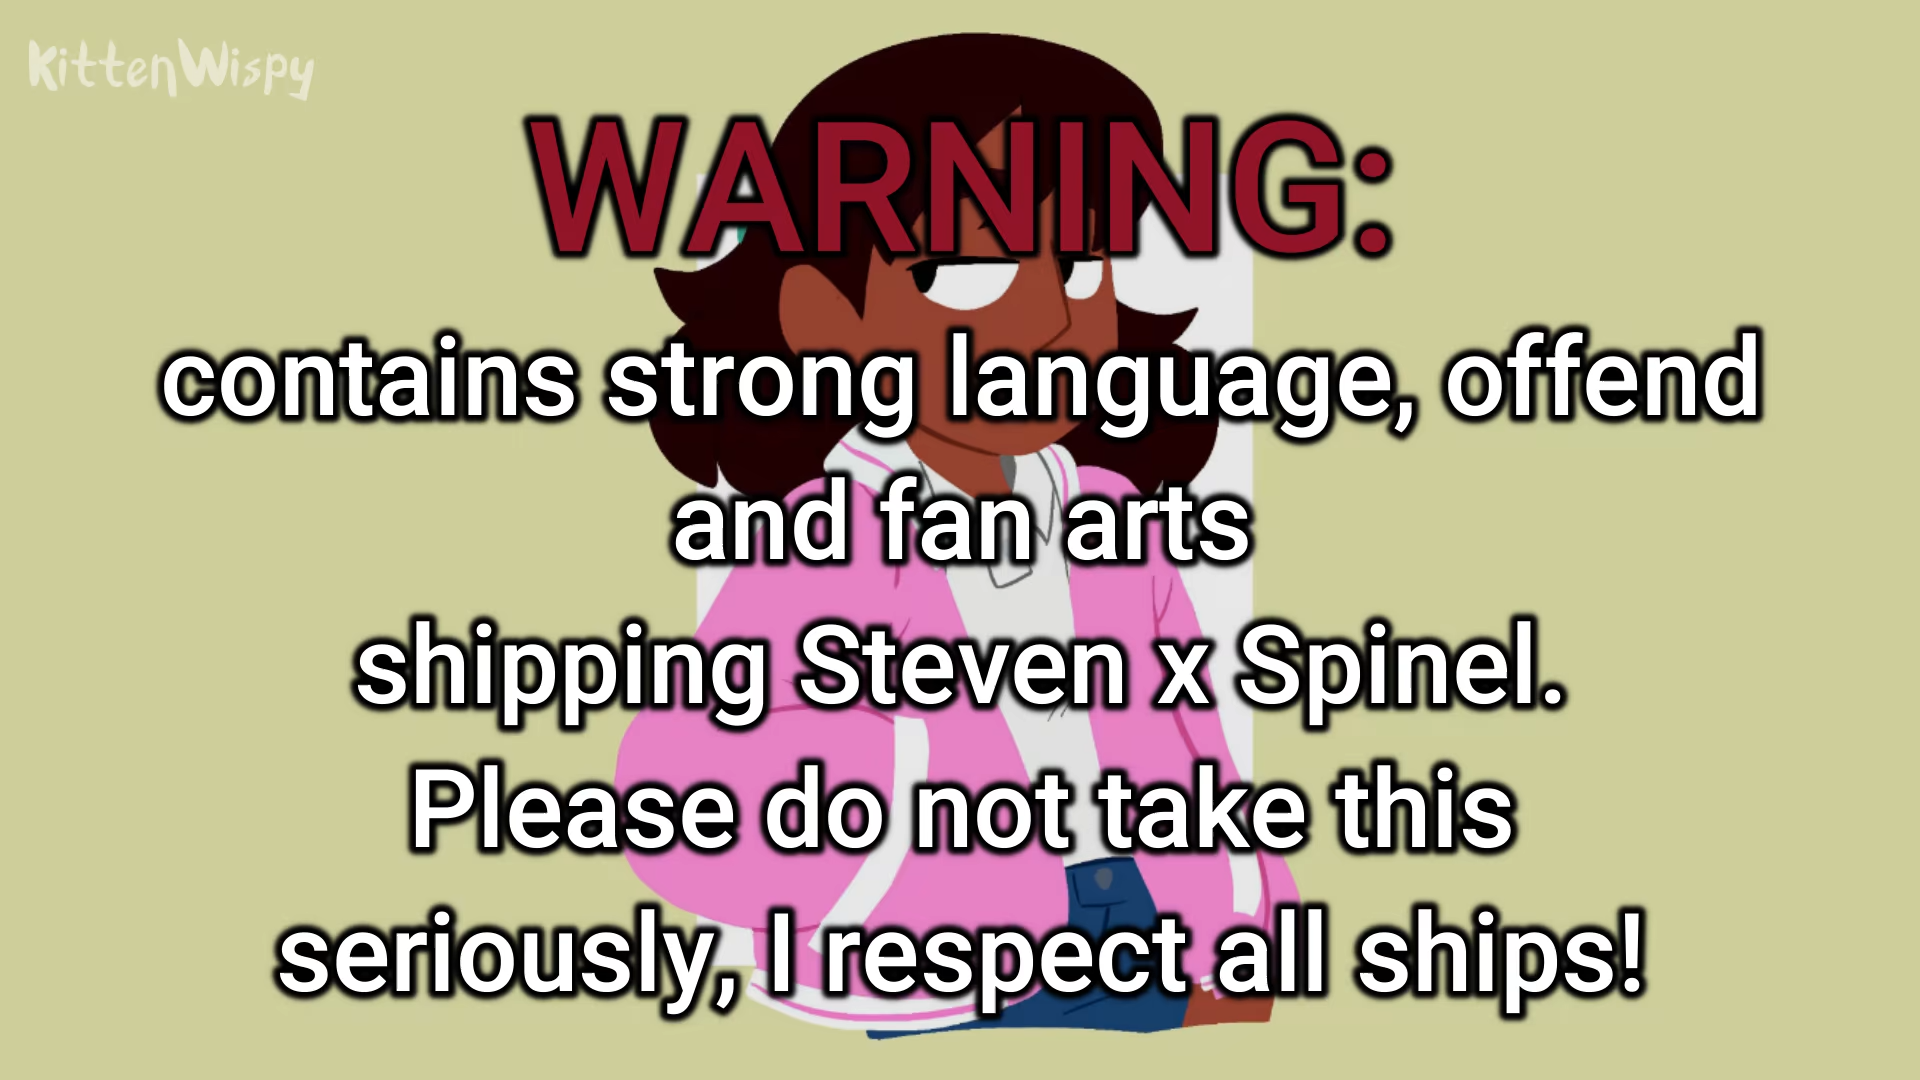 KittenWispy
WARNING:
contains strong language, offend
and fan arts
shipping Steven x Spinel.
Please do not take this
seriously, I respect all ships!